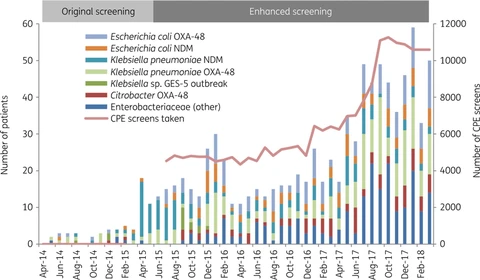 Original screening
Enhanced screening
60
50
40
30
20
10
0
Number of patients
Escherichia coli OXA-48
Escherichia coli NDM
Klebsiella pneumoniae NDM
Klebsiella pneumoniae OXA-48
Klebsiella sp. GES-5 outbreak
Citrobacter OXA-48
Enterobacteriaceae (other)
CPE screens taken
12000
10000
8000
6000
4000
2000
0
Number of CPE screens
Apr-14
Jun-14
Aug-14
Oct-14
Dec-14
Feb-15
Apr-15
Jun-15
Aug-15
Oct-15
Dec-15
Feb-16
Apr-16
Jun-16
Aug-16
Oct-16
Dec-16
Feb-17
Apr-17
Jun-17
Aug-17
Oct-17
Dec-17
Feb-18